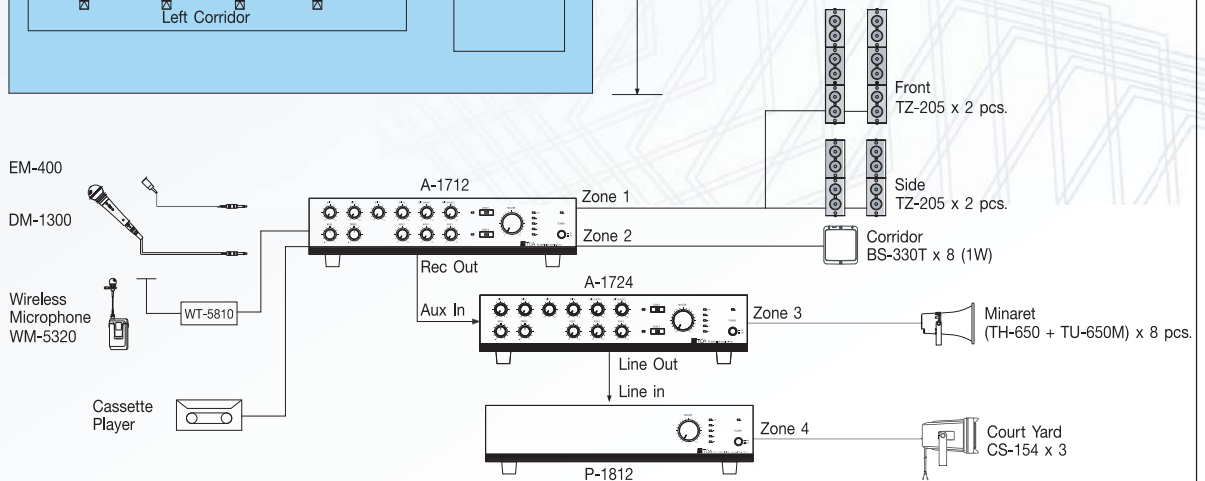 Left Corridor
Front
TZ-205 x 2 pcs.
EM-400
A-1712
Side
TZ-205 x 2 pcs.
Zone 1
DM-1300
Zone 2
Corridor
BS-330T x 8 (1W)
Rec Out
A-1724
Wireless
Microphone
WM-5320
WT-5810
Aux In
Zone 3
Minaret
(TH-650 + TU-650M) x 8 pcs.
Line Out
Line in
Cassette
Player
Zone 4
Court Yard
CS-154 x 3
P-1812